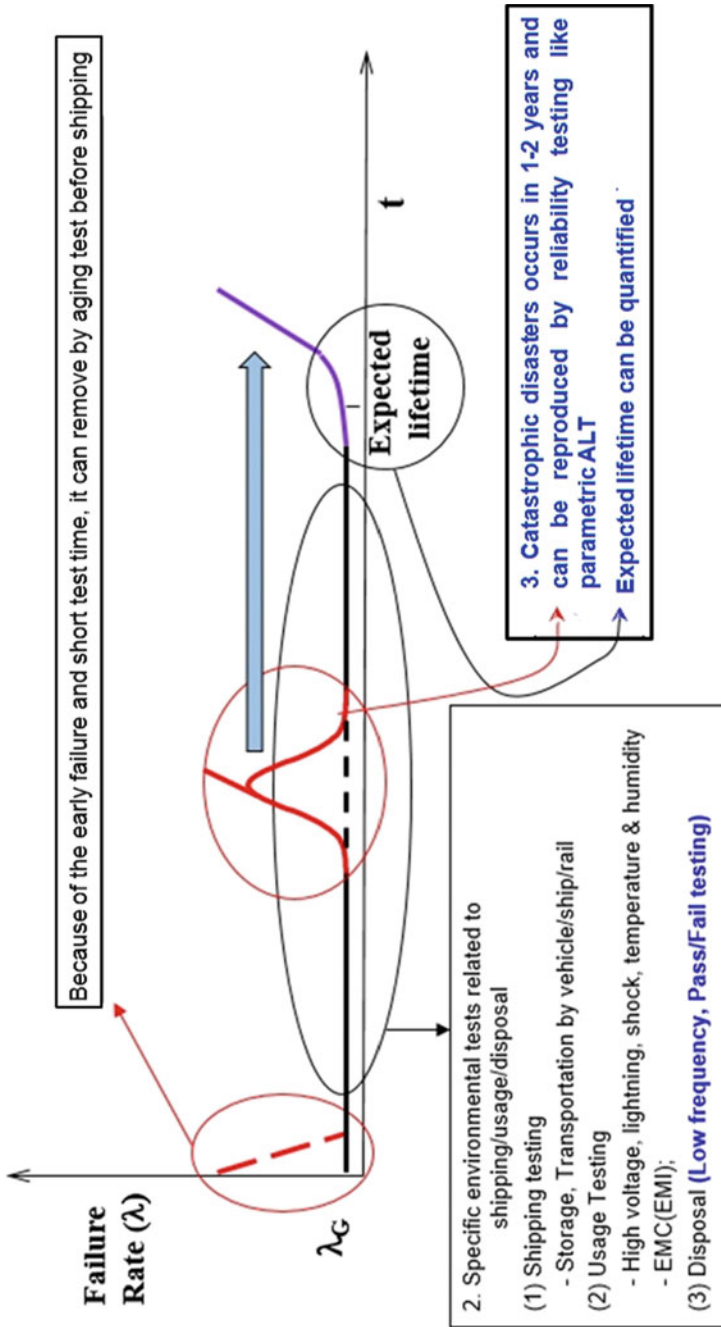 Because of the early failure and short test time, it can remove by aging test before shipping
Failure
Rate (λ)
λG
Expected
lifetime
t
2. Specific environmental tests related to
shipping/usage/disposal
(1) Shipping testing
- Storage, Transportation by vehicle/ship/rail
(2) Usage Testing
- High voltage, lightning, shock, temperature & humidity
- EMC(EMI);
(3) Disposal (Low frequency, Pass/Fail testing)
3. Catastrophic disasters occurs in 1-2 years and
can be reproduced by reliability testing like
parametric ALT
Expected lifetime can be quantified